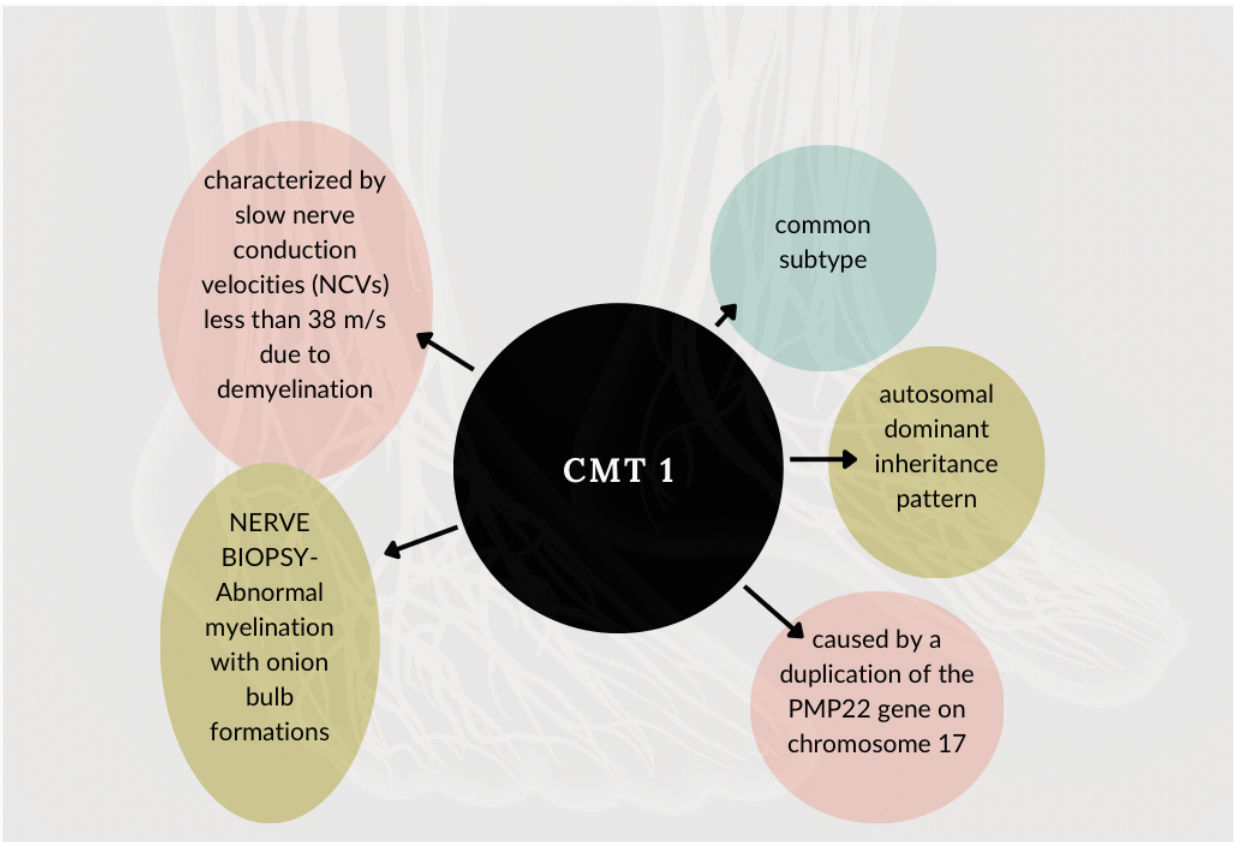 characterized by
slow nerve
conduction
velocities (NCVs)
less than 38 m/s
due to
demyelination
common
subtype
autosomal
dominant
inheritance
pattern
CMT 1
NERVE
BIOPSY-
Abnormal
myelination
with onion
bulb
formations
caused by a
duplication of the
PMP22 gene on
chromosome 17